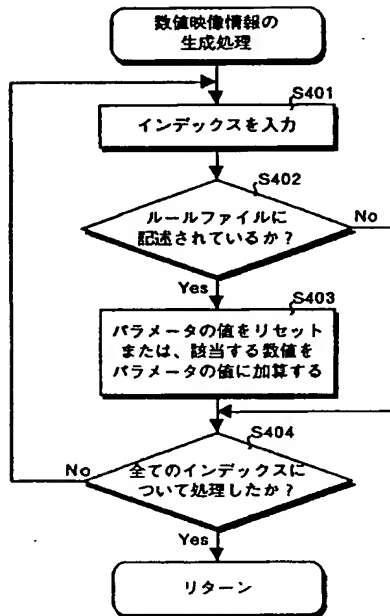 数値映像情報の
生成処理
S401
インデックスを入力
S402
ルールファイルに
記述されているか？
No
Yes
S403
パラメータの値をリセット
または、該当する数値を
パラメータの値に加算する
S404
No
全てのインデックスに
ついて処理したか？
Yes
リターン